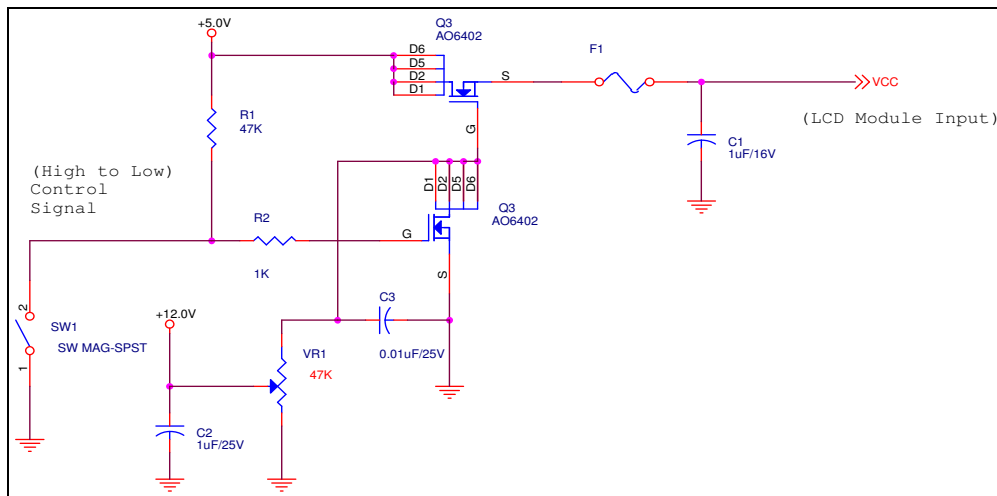 +5.0V
Q3
AO6402
D6
D5
D2
D1
S
G
F1
VCC
(LCD Module Input)
R1
47K
C1
1uF/16V
(High to Low)
Control
Signal
D1
D2
D5
D6
Q3
AO6402
R2
1K
G
S
2
1
SW1
SW MAG-SPST
+12.0V
C3
0.01uF/25V
VR1
47K
C2
1uF/25V